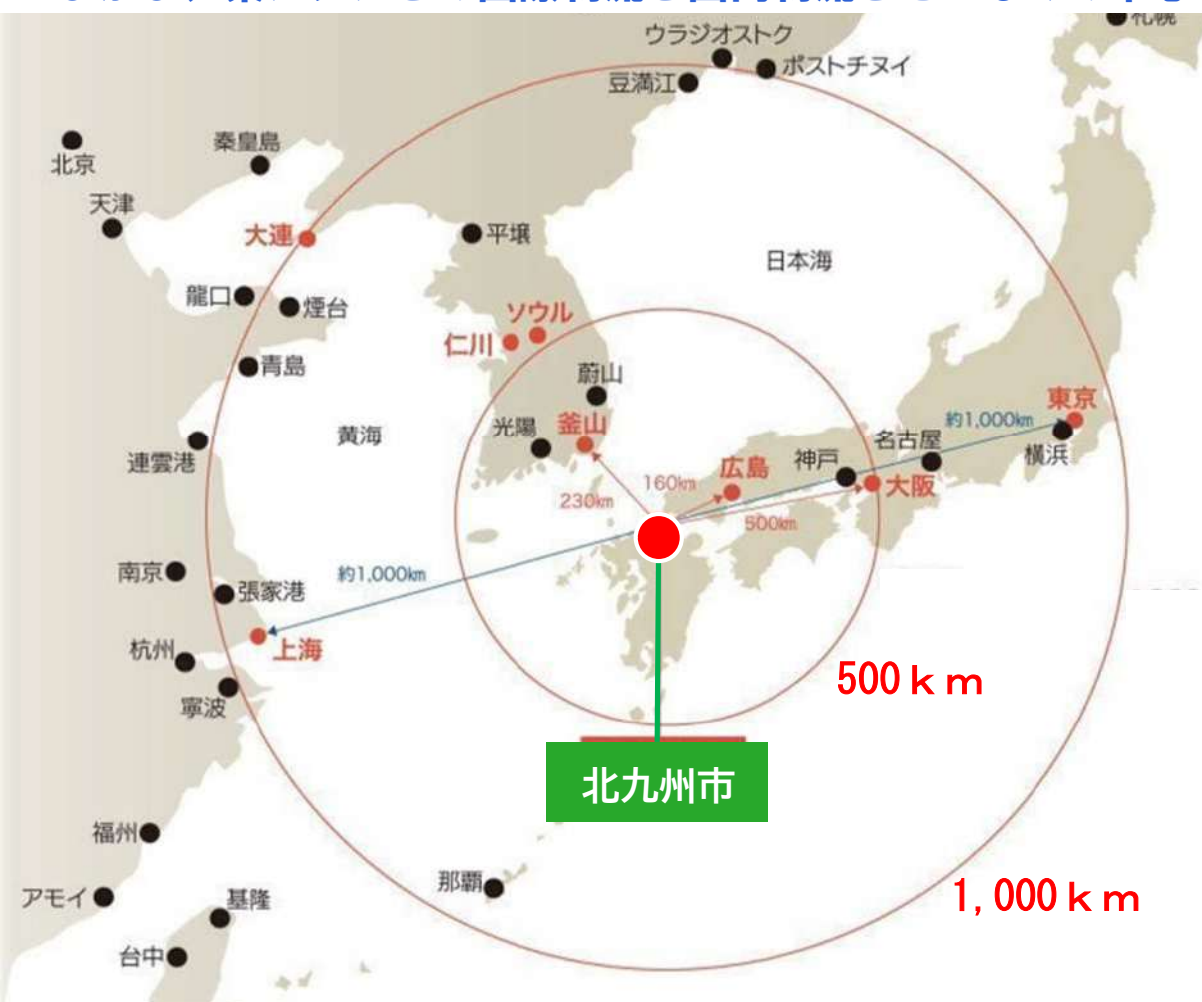 札幌
ウラジオストク
ポストチヌイ
豆満江
秦皇島
北京
天津
大連
平壌
日本海
龍口
煙台
ソウル
仁川
青島
蔚山
東京
約1,000km
光陽
釜山
黄海
名古屋
横浜
連雲港
神戸
広島
大阪
160km
230km
500km
南京
約1,000km
張家港
上海
杭州
寧波
500km
北九州市
福州
那覇
1,000km
アモイ
基隆
台中